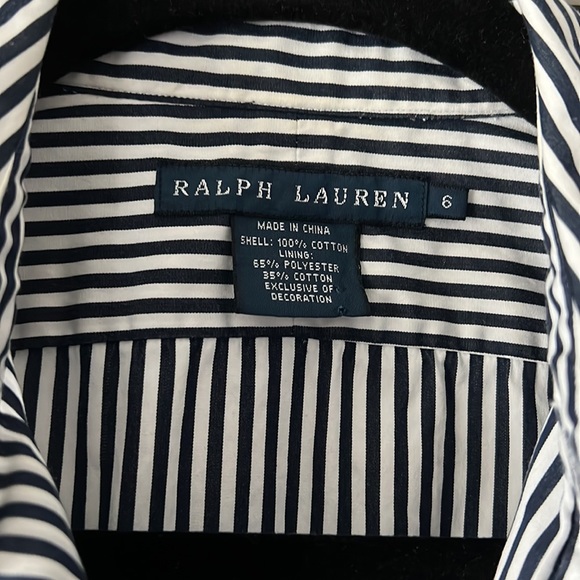 RALPH LAUREN 6
MADE IN CHINA
SHELL: 100% COTTON
LINING:
65% POLYESTER
35% COTTON
EXCLUSIVE OF
DECORATION